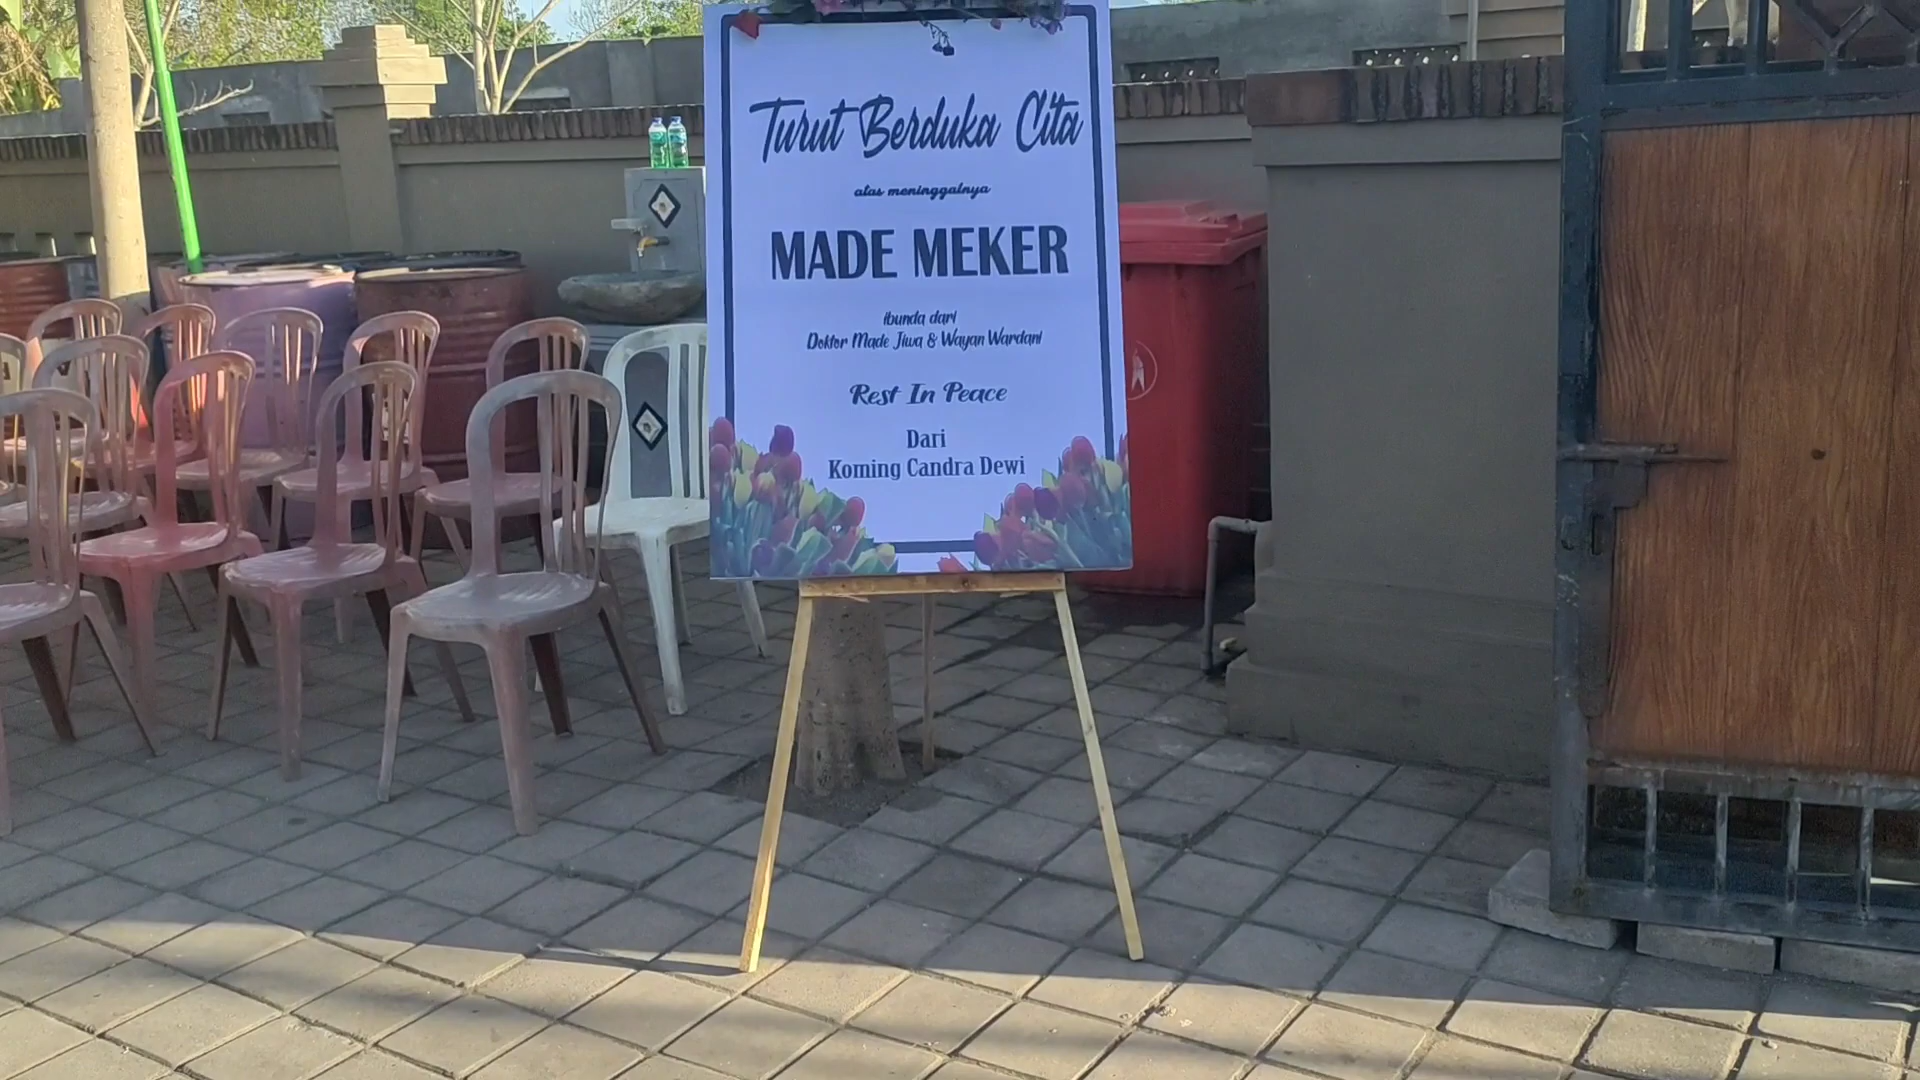 Turut Berduka Cita
atas meninggalnya
MADE MEKER
ibunda dari
Doktor Made Jiwa & Wayan Wardani
Rest In Peace
Dari
Koming Candra Dewi